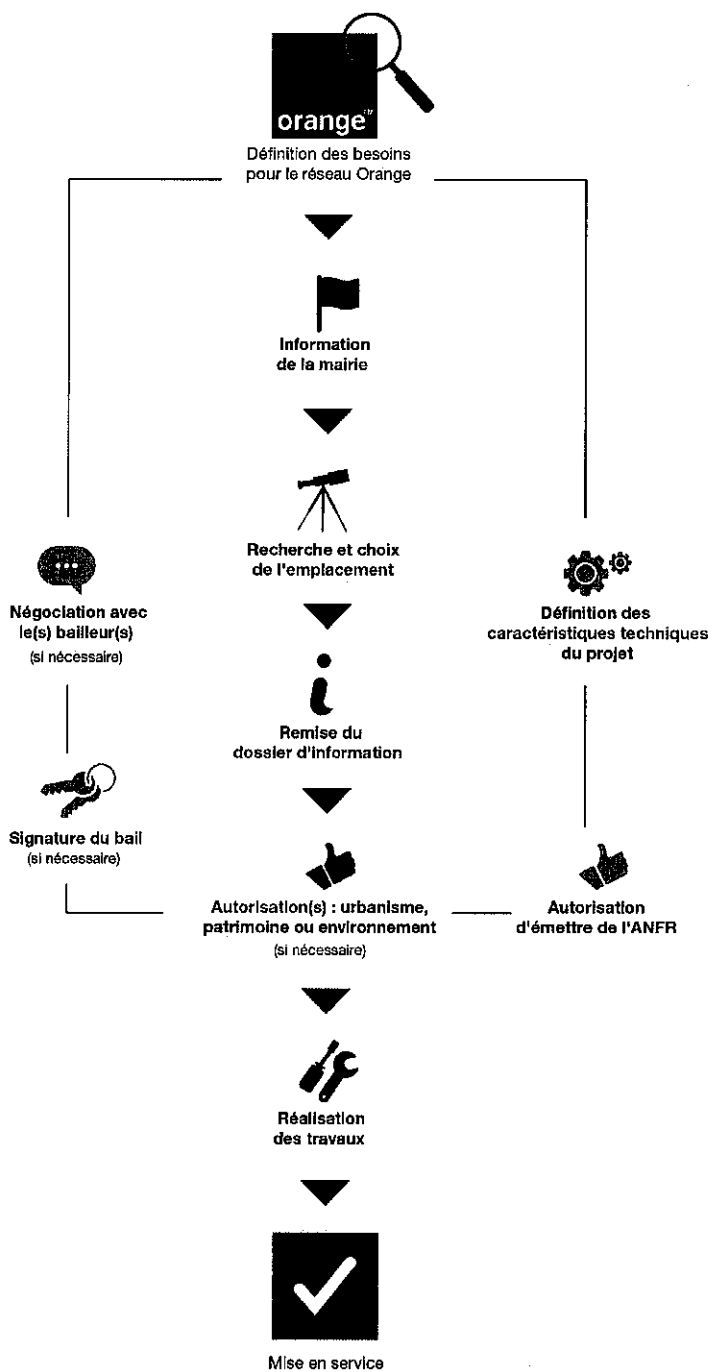 orange™
Définition des besoins
pour le réseau Orange
Information
de la mairie
Recherche et choix
de l'emplacement
Négociation avec
le(s) bailleur(s)
(si nécessaire)
Définition des
caractéristiques techniques
du projet
Remise du
dossier d'information
Signature du bail
(si nécessaire)
Autorisation(s) : urbanisme,
patrimoine ou environnement
(si nécessaire)
Autorisation
d'émettre de l'ANFR
Réalisation
des travaux
Mise en service